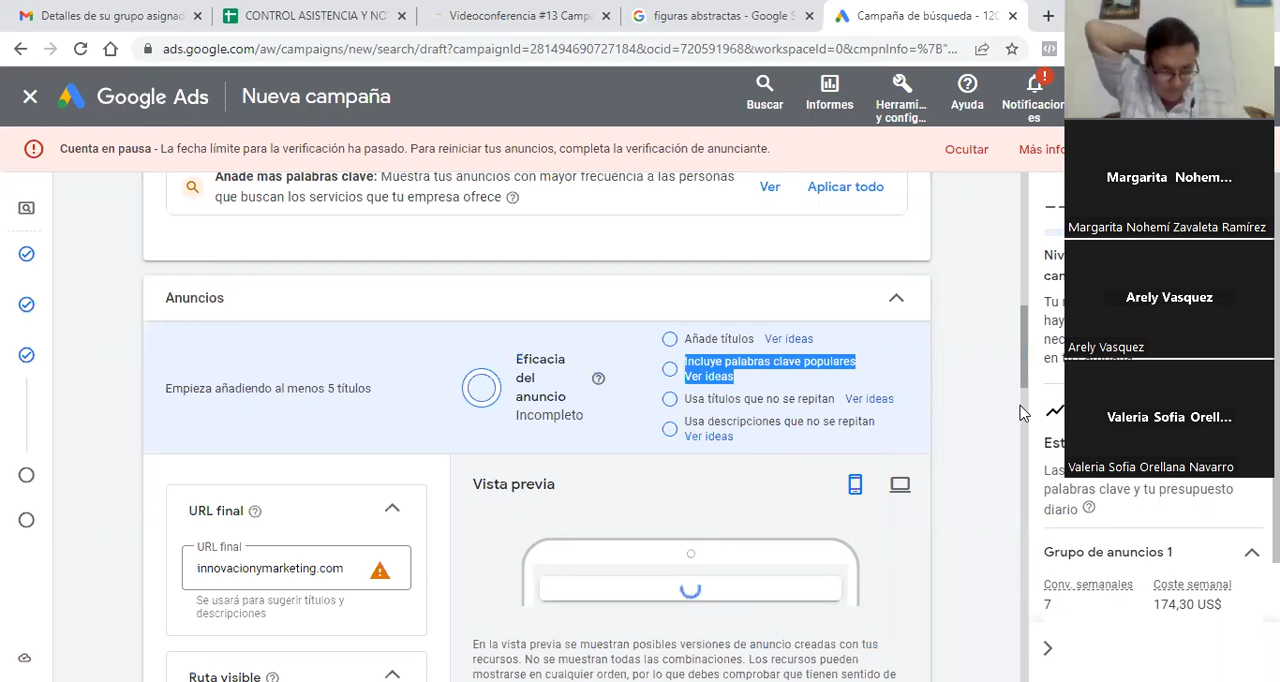 Detalles de su grupo asignad
CONTROL ASISTENCIA Y NO
Videoconferencia #13 Campa
figuras abstractas - Google S
Campaña de búsqueda - 120
ads.google.com/aw/campaigns/new/search/draft?campaignId=281494690727184&ocid=720591968&workspaceId=0&cmpnInfo=%7B"...
Google Ads
Nueva campaña
Buscar
Informes
Herrami...
y config...
Ayuda
Notificacion
es
Cuenta en pausa - La fecha límite para la verificación ha pasado. Para reiniciar tus anuncios, completa la verificación de anunciante.
Ocultar
Más info
Añade más palabras clave: Muestra tus anuncios con mayor frecuencia a las personas
que buscan los servicios que tu empresa ofrece
Ver
Aplicar todo
Anuncios
Empieza añadiendo al menos 5 títulos
Eficacia
del
anuncio
Incompleto
Añade títulos Ver ideas
Incluye palabras clave populares
Ver ideas
Usa títulos que no se repitan Ver ideas
Usa descripciones que no se repitan
Ver ideas
URL final
URL final
innovacionymarketing.com
Se usará para sugerir títulos y
descripciones
Ruta visible
Vista previa
En la vista previa se muestran posibles versiones de anuncio creadas con tus
recursos. No se muestran todas las combinaciones. Los recursos pueden
mostrarse en cualquier orden, por lo que debes comprobar que tienen sentido de
Margarita Nohem...
Margarita Nohemí Zavaleta Ramírez
Arely Vasquez
Arely Vasquez
Valeria Sofia Orell...
Valeria Sofia Orellana Navarro
Niv
can
Tu r
hay
nec
en t
Est
Las
palabras clave y tu presupuesto
diario
Grupo de anuncios 1
Conv. semanales
Coste semanal
7
174,30 US$